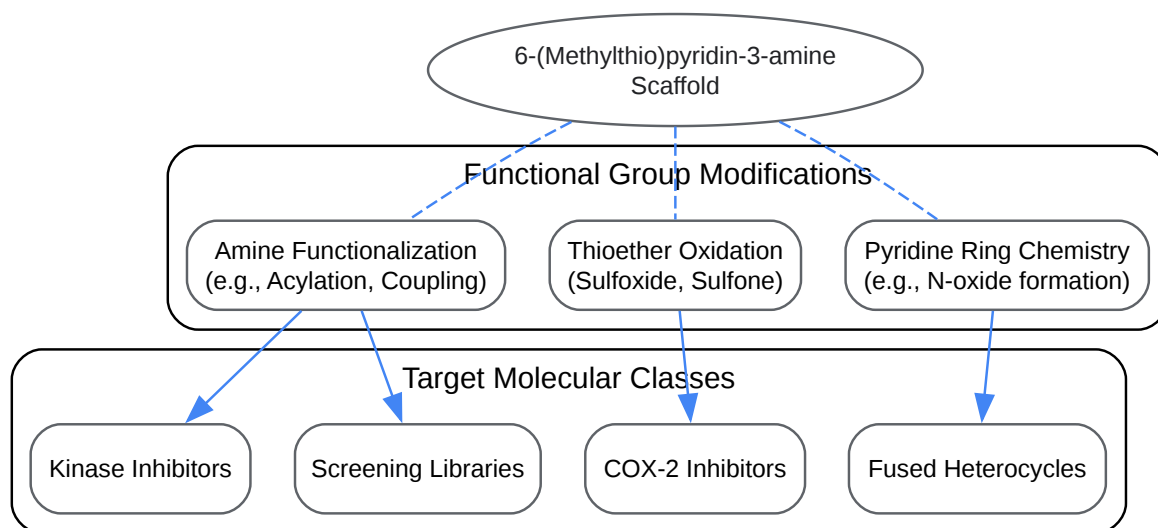 6-(Methylthio)pyridin-3-amine
Scaffold
Functional Group Modifications
Amine Functionalization
(e.g., Acylation, Coupling)
Thioether Oxidation
(Sulfoxide, Sulfone)
Pyridine Ring Chemistry
(e.g., N-oxide formation)
Target Molecular Classes
Kinase Inhibitors
Screening Libraries
COX-2 Inhibitors
Fused Heterocycles